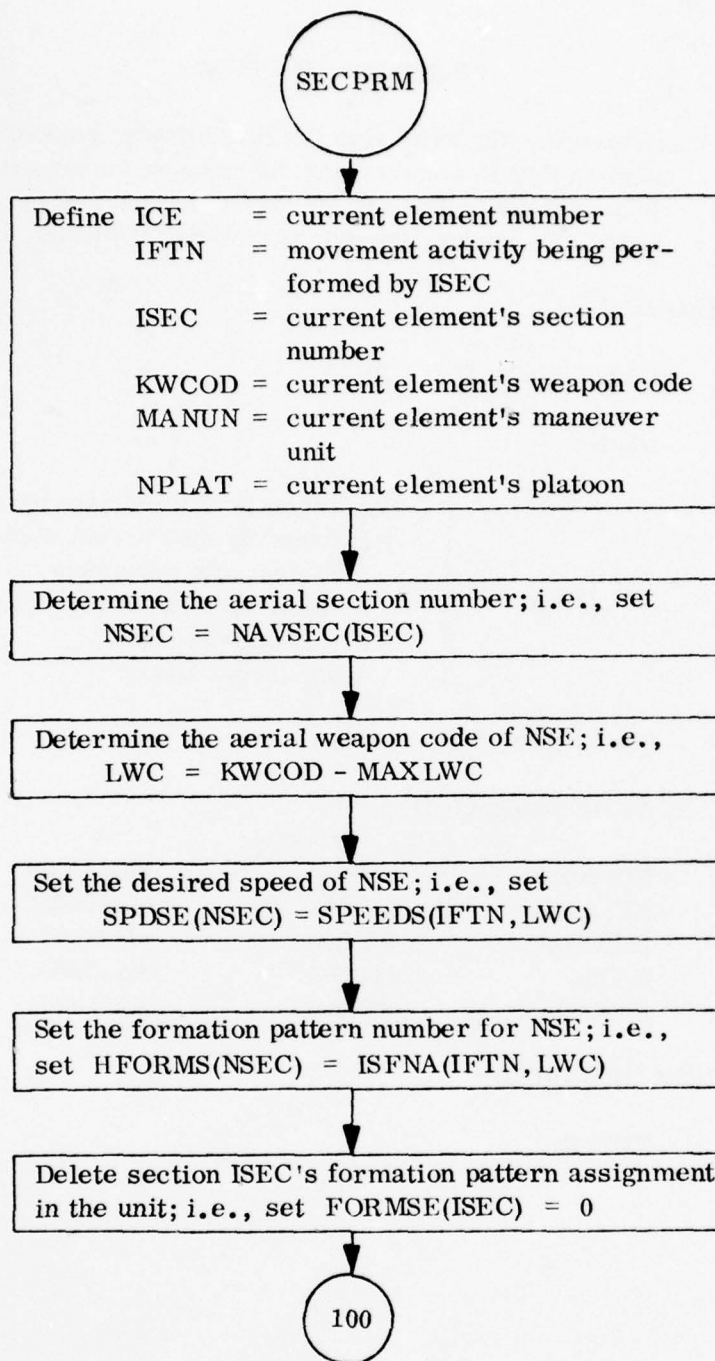 SECPRM
Define ICE = current element number
IFTN = movement activity being per-
formed by ISEC
ISEC = current element's section
number
KWCOD = current element's weapon code
MANUN = current element's maneuver
unit
NPLAT = current element's platoon
Determine the aerial section number; i.e., set
NSEC = NAVSEC(ISEC)
Determine the aerial weapon code of NSE; i.e.,
LWC = KWCOD - MAXLWC
Set the desired speed of NSE; i.e., set
SPDSE(NSEC) = SPEEDS(IFTN,LWC)
Set the formation pattern number for NSE; i.e.,
set HFORMS(NSEC) = ISFNA(IFTN,LWC)
Delete section ISEC's formation pattern assignment
in the unit; i.e., set FORMSE(ISEC) = 0
100